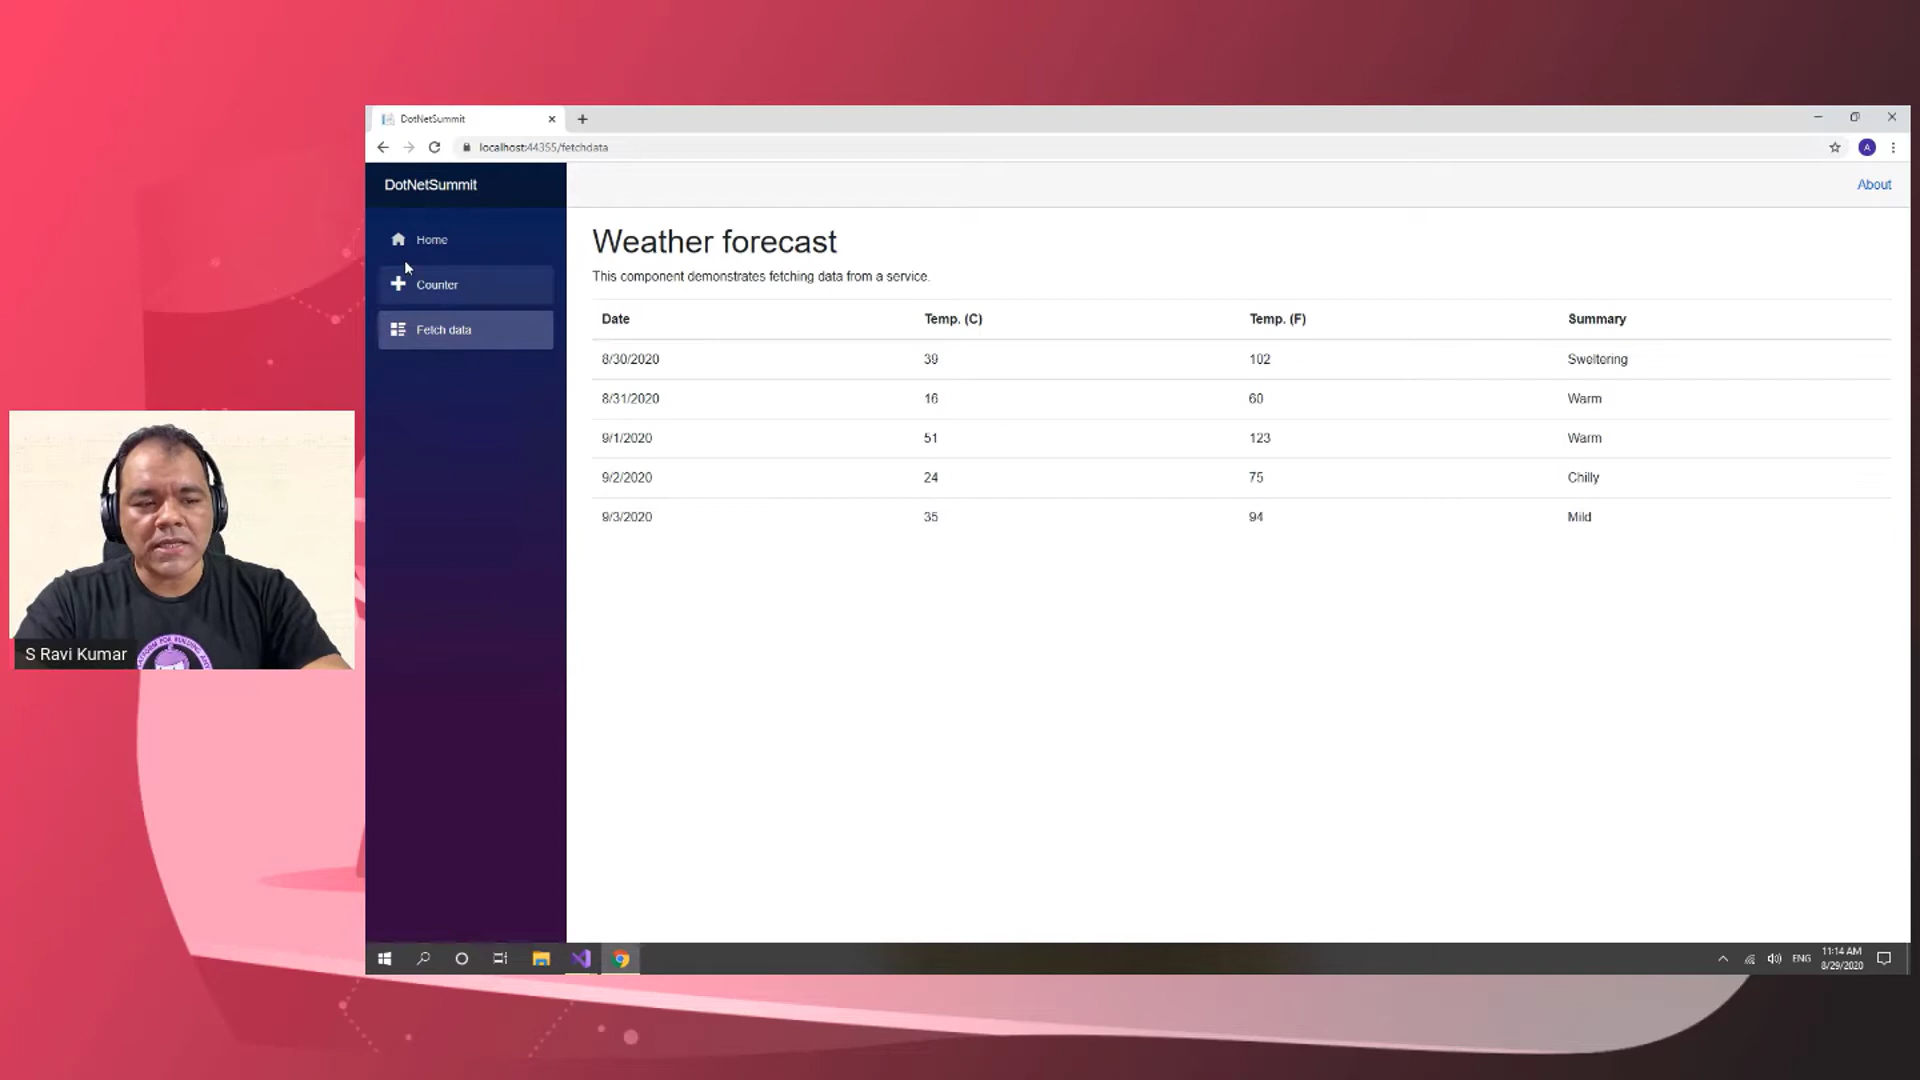 DotNetSummit
localhost:44355/fetchdata
A
DotNetSummit
About
Home
Counter
Fetch data
Weather forecast
This component demonstrates fetching data from a service.
Date Temp. (C) Temp. (F) Summary
8/30/2020 39 102 Sweltering
8/31/2020 16 60 Warm
9/1/2020 51 123 Warm
9/2/2020 24 75 Chilly
9/3/2020 35 94 Mild
S Ravi Kumar
ENG
11:14 AM
8/29/2020